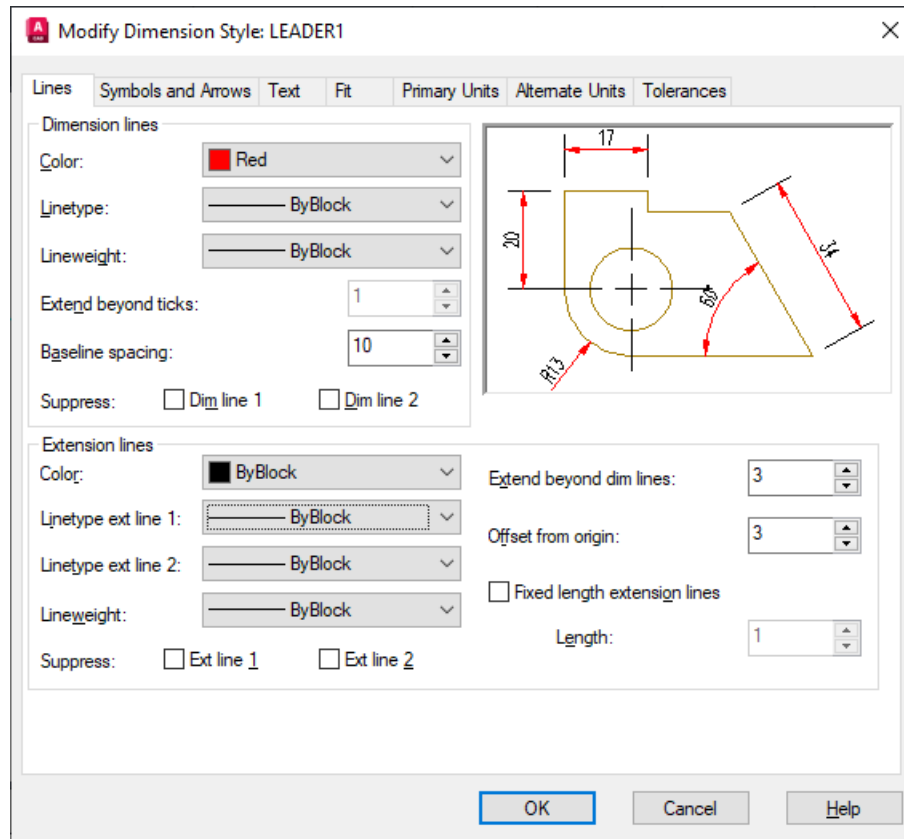 A
CAD
Modify Dimension Style: LEADER1
Lines Symbols and Arrows Text Fit Primary Units Alternate Units Tolerances
Dimension lines
Color: Red
Linetype: ByBlock
Lineweight: ByBlock
Extend beyond ticks: 1
Baseline spacing: 10
Suppress: Dim line 1 Dim line 2
17
20
34
60
R13
Extension lines
Color: ByBlock
Linetype ext line 1: ByBlock
Linetype ext line 2: ByBlock
Lineweight: ByBlock
Suppress: Ext line 1 Ext line 2
Extend beyond dim lines: 3
Offset from origin: 3
Fixed length extension lines
Length: 1
OK Cancel Help